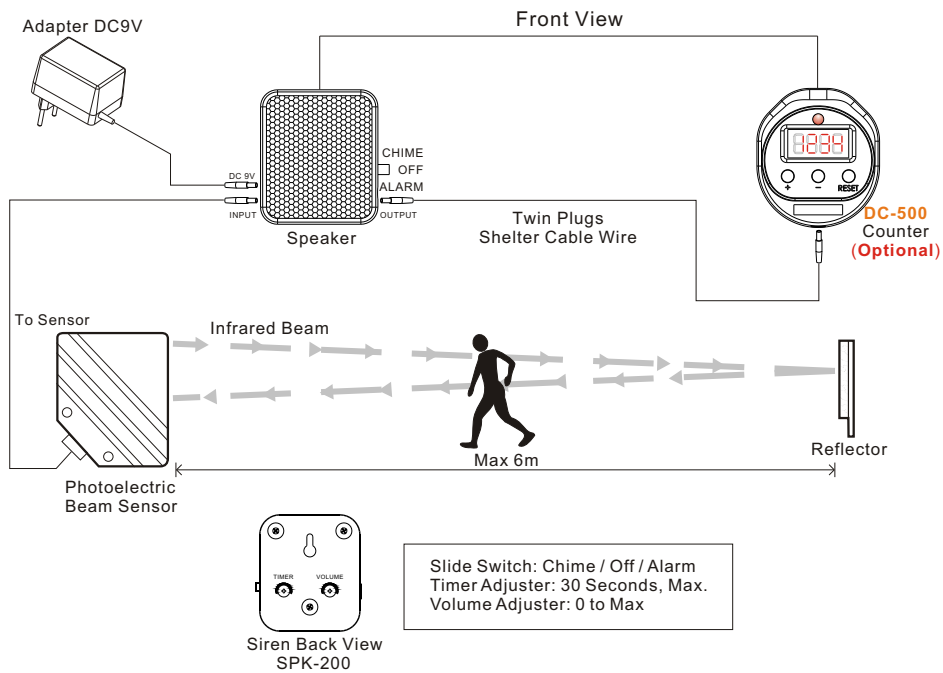 Front View
Adapter DC9V
CHIME
OFF
ALARM
DC 9V
INPUT
OUTPUT
Speaker
Twin Plugs
Shelter Cable Wire
1234
+
−
RESET
DC-500
Counter
(Optional)
To Sensor
Infrared Beam
Max 6m
Reflector
Photoelectric
Beam Sensor
TIMER
VOLUME
Siren Back View
SPK-200
Slide Switch: Chime / Off / Alarm
Timer Adjuster: 30 Seconds, Max.
Volume Adjuster: 0 to Max